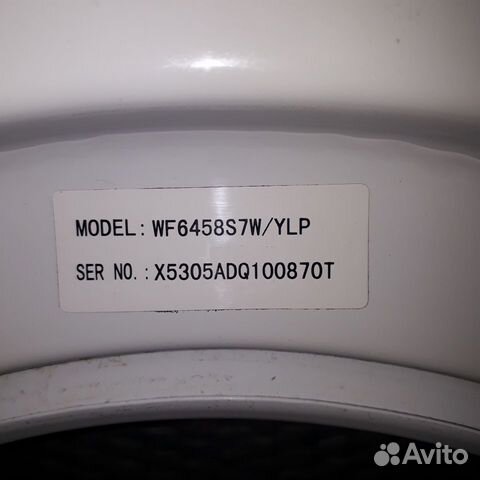 MODEL: WF6458S7W/YLP
SER NO.: X5305ADQ100870T
Avito